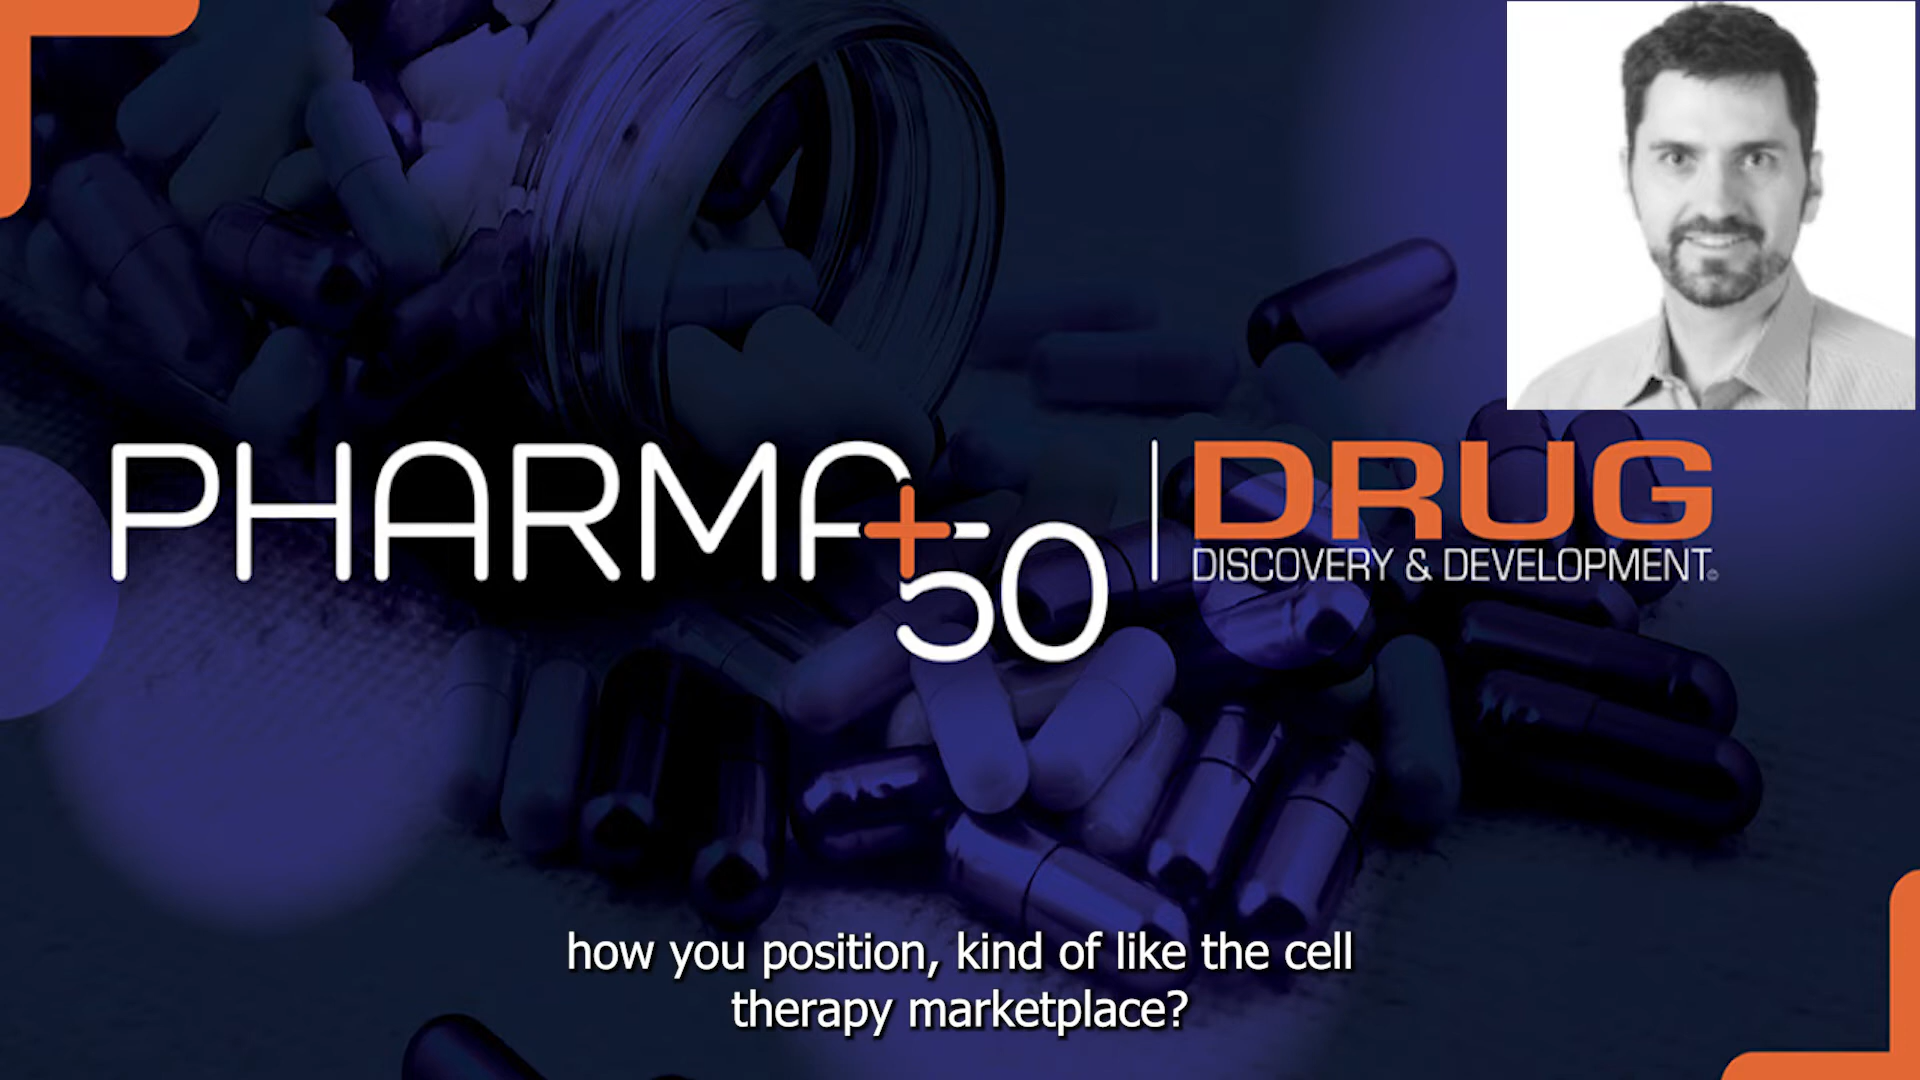 PHARMA+50
DRUG
DISCOVERY & DEVELOPMENT
how you position, kind of like the cell
therapy marketplace?